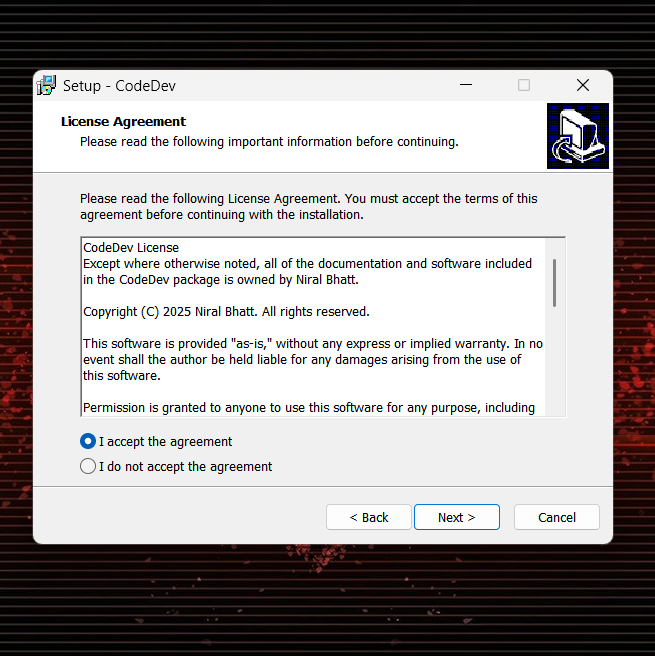 Setup - CodeDev
License Agreement
Please read the following important information before continuing.
Please read the following License Agreement. You must accept the terms of this
agreement before continuing with the installation.
CodeDev License
Except where otherwise noted, all of the documentation and software included
in the CodeDev package is owned by Niral Bhatt.
Copyright (C) 2025 Niral Bhatt. All rights reserved.
This software is provided "as-is," without any express or implied warranty. In no
event shall the author be held liable for any damages arising from the use of
this software.
Permission is granted to anyone to use this software for any purpose, including
I accept the agreement
I do not accept the agreement
< Back
Next >
Cancel